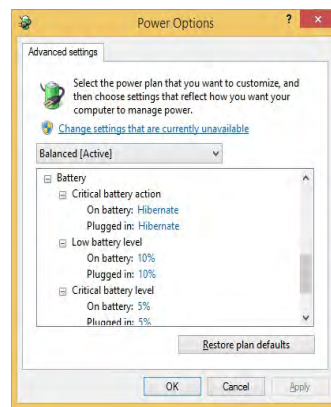 Power Options
?
Advanced settings
Select the power plan that you want to customize, and
then choose settings that reflect how you want your
computer to manage power.
Change settings that are currently unavailable
Balanced [Active]
Battery
Critical battery action
On battery: Hibernate
Plugged in: Hibernate
Low battery level
On battery: 10%
Plugged in: 10%
Critical battery level
On battery: 5%
Plugged in: 5%
Restore plan defaults
OK Cancel Apply